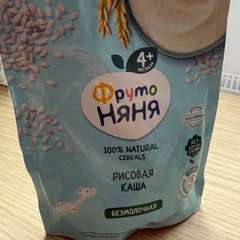 4+
ФРУТО
НЯНЯ
100% NATURAL
CEREALS
РИСОВАЯ
КАША
БЕЗМОЛОЧНАЯ